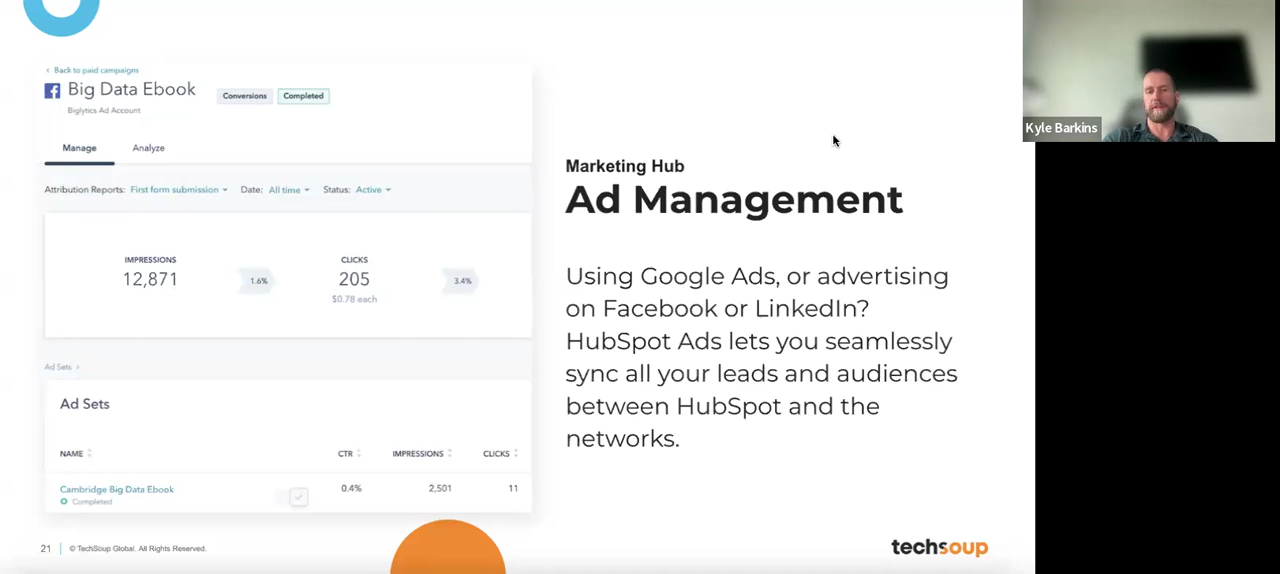 ‹ Back to paid campaigns
Big Data Ebook
Conversions
Completed
Biglytics Ad Account
Manage
Analyze
Attribution Reports: First form submission Date: All time Status: Active
IMPRESSIONS
12,871
1.6%
CLICKS
205
$0.78 each
3.4%
Ad Sets ›
Ad Sets
NAME CTR IMPRESSIONS CLICKS
Cambridge Big Data Ebook 0.4% 2,501 11
Completed
Marketing Hub
Ad Management
Using Google Ads, or advertising
on Facebook or LinkedIn?
HubSpot Ads lets you seamlessly
sync all your leads and audiences
between HubSpot and the
networks.
21 © TechSoup Global. All Rights Reserved.
techsoup
Kyle Barkins